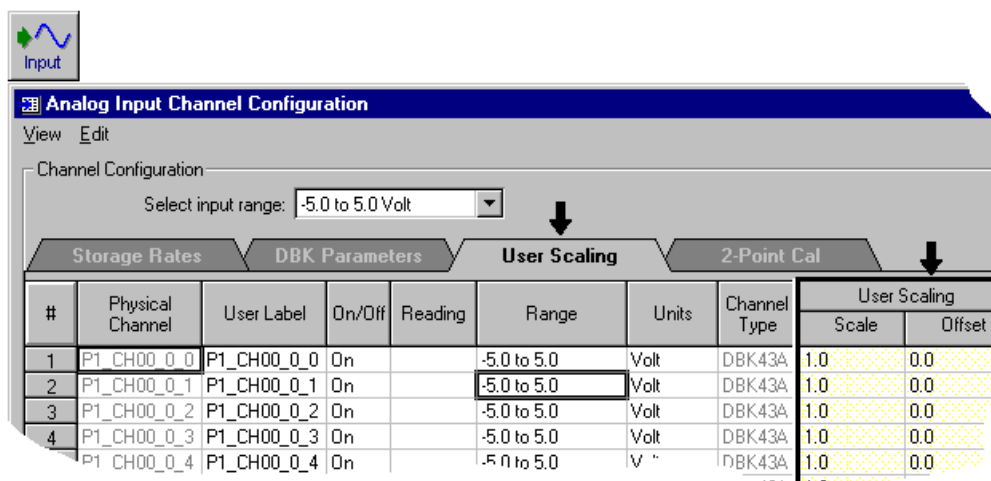 Input
Analog Input Channel Configuration
View Edit
Channel Configuration
Select input range: -5.0 to 5.0 Volt
Storage Rates DBK Parameters User Scaling 2-Point Cal
# Physical Channel User Label On/Off Reading Range Units Channel Type User Scaling Scale Offset
1 P1_CH00_0_0 P1_CH00_0_0 On -5.0 to 5.0 Volt DBK43A 1.0 0.0
2 P1_CH00_0_1 P1_CH00_0_1 On -5.0 to 5.0 Volt DBK43A 1.0 0.0
3 P1_CH00_0_2 P1_CH00_0_2 On -5.0 to 5.0 Volt DBK43A 1.0 0.0
4 P1_CH00_0_3 P1_CH00_0_3 On -5.0 to 5.0 Volt DBK43A 1.0 0.0
P1_CH00_0_4 P1_CH00_0_4 On -5.0 to 5.0 DBK43A 1.0 0.0